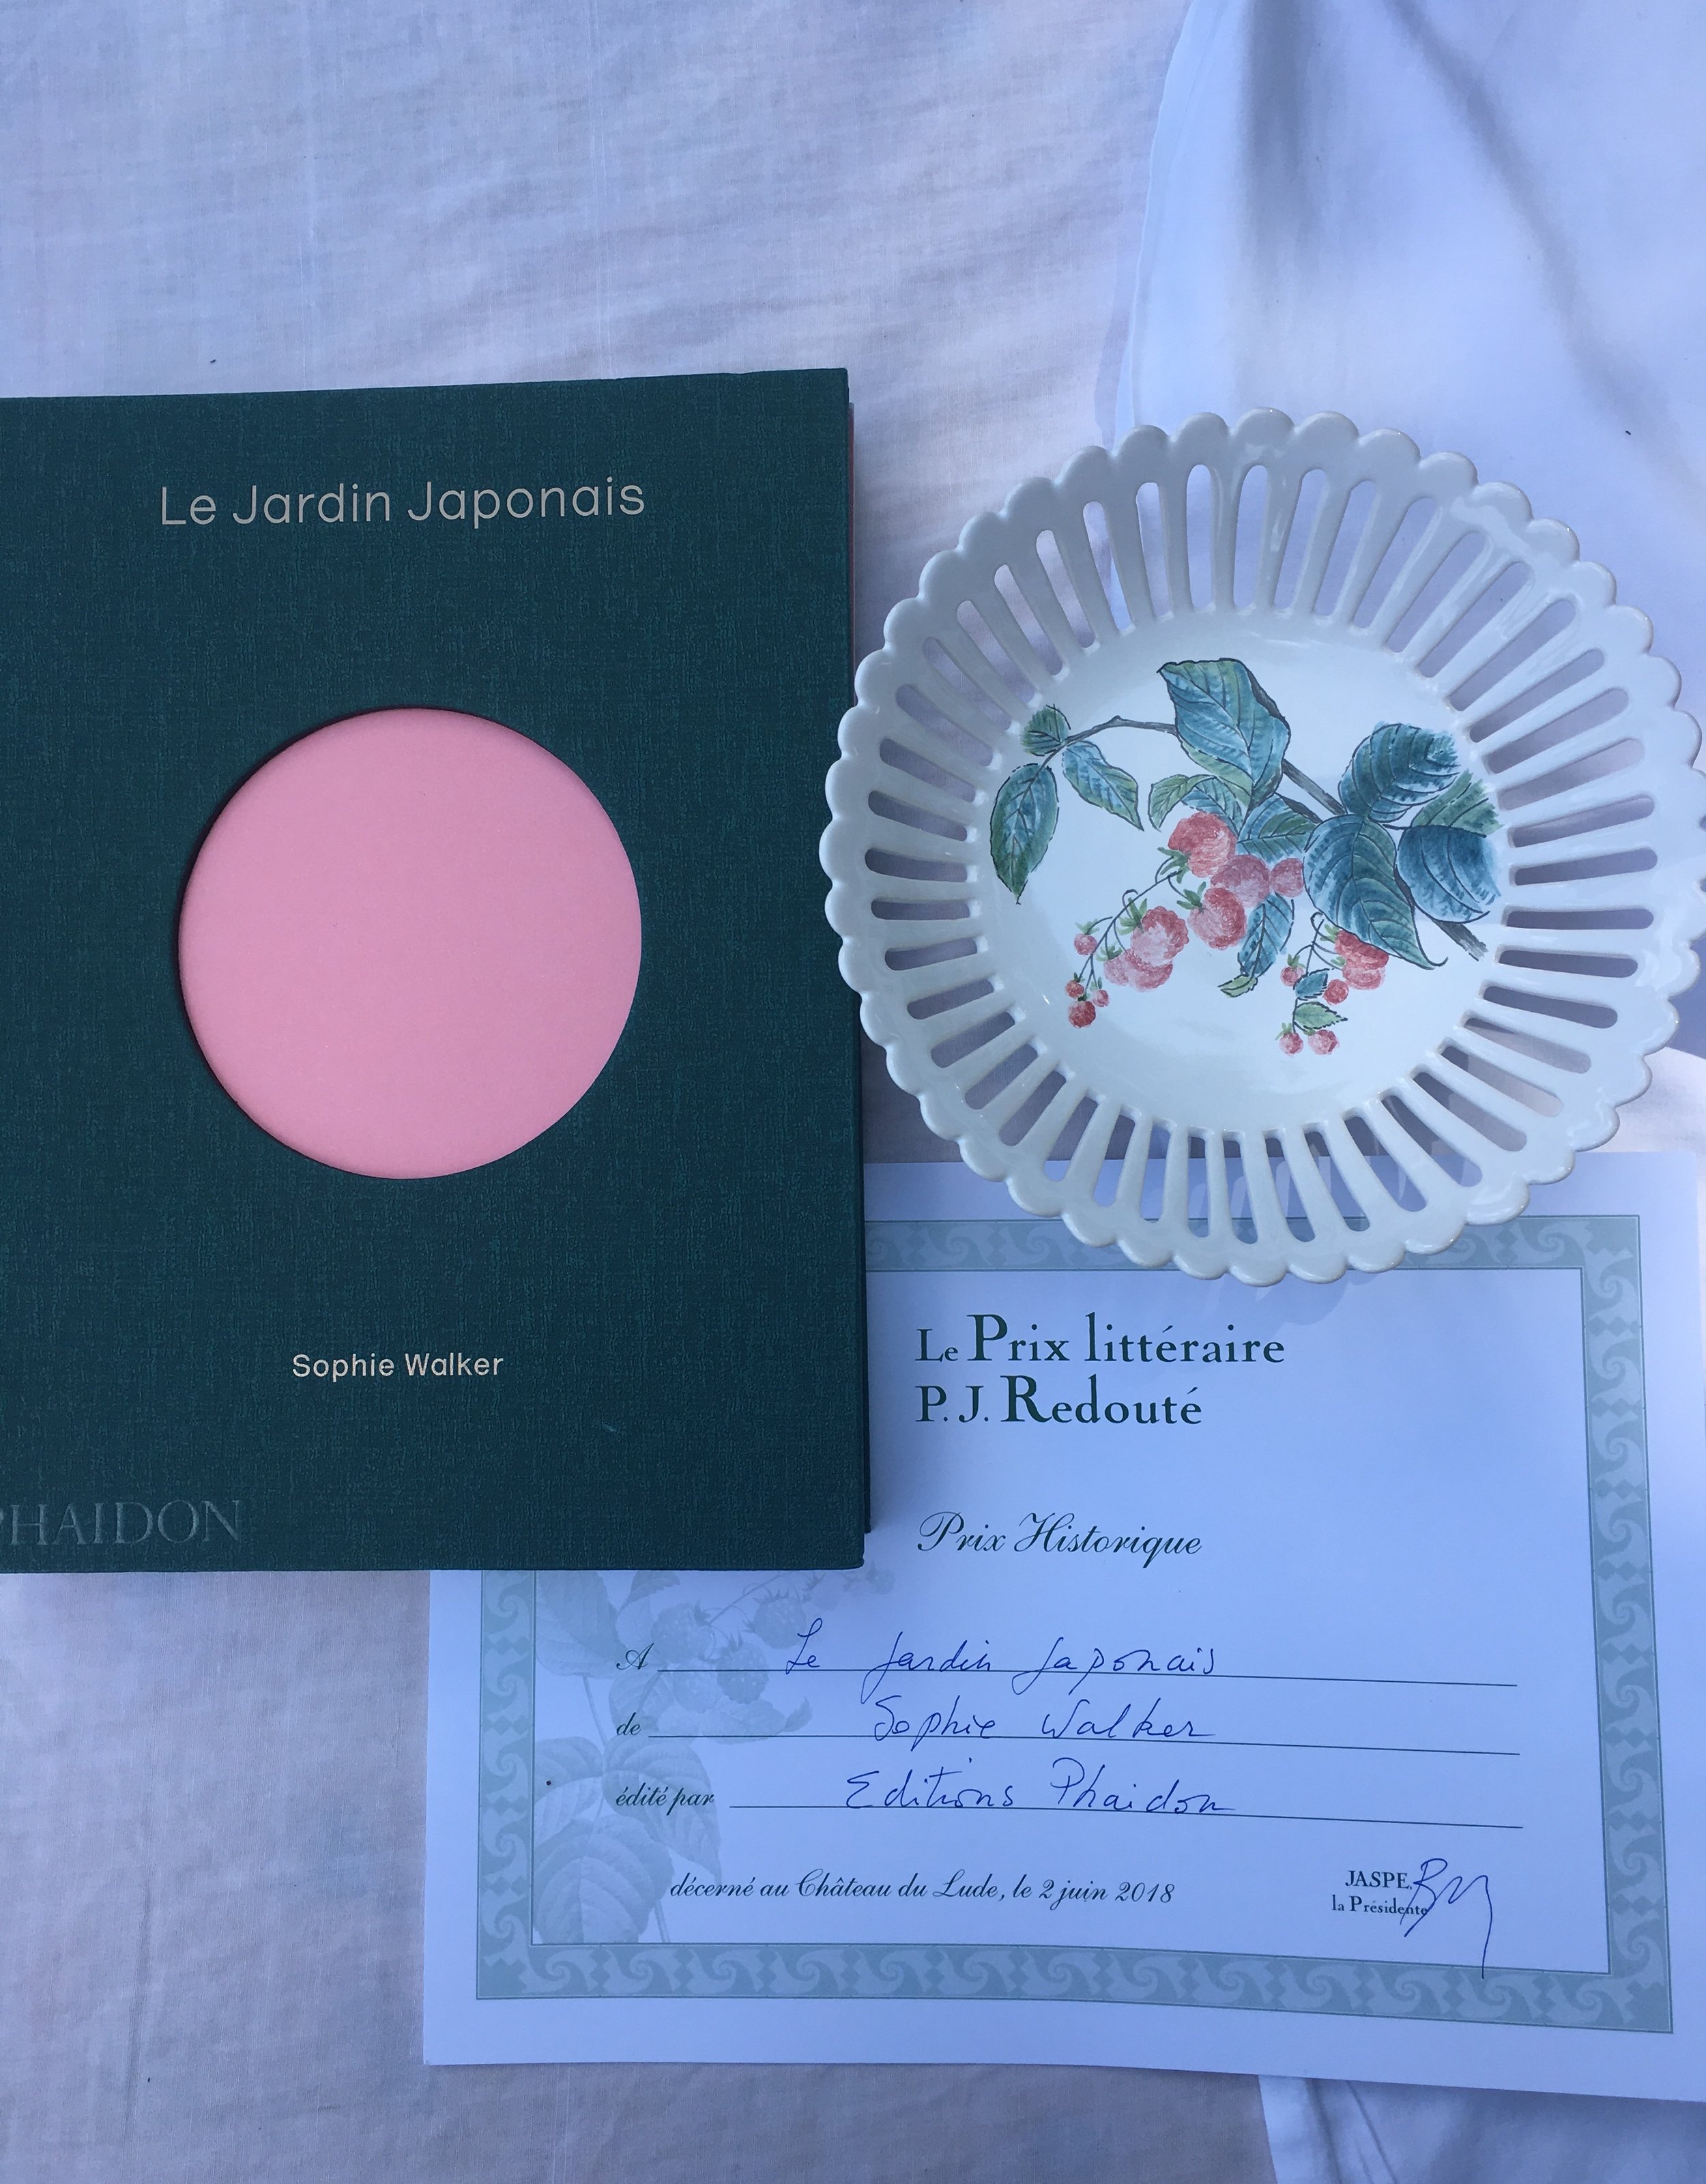 Le Jardin Japonais
Sophie Walker
PHAIDON
Le Prix littéraire
P. J. Redouté
Prix Historique
A Le Jardin Japonais
de Sophie Walker
édité par Editions Phaidon
décerné au Château du Lude, le 2 juin 2018
JASPE,
la Présidente